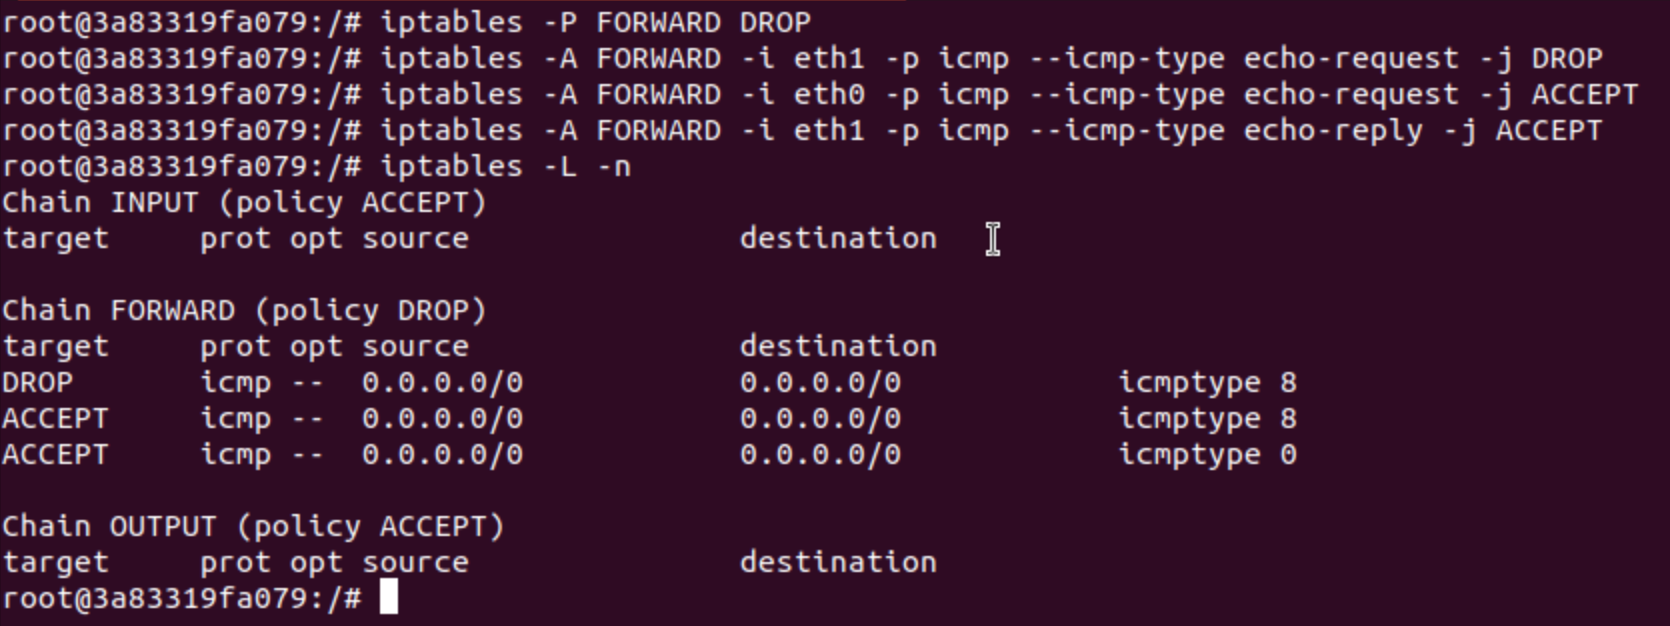 root@3a83319fa079:/# iptables -P FORWARD DROP
root@3a83319fa079:/# iptables -A FORWARD -i eth1 -p icmp --icmp-type echo-request -j DROP
root@3a83319fa079:/# iptables -A FORWARD -i eth0 -p icmp --icmp-type echo-request -j ACCEPT
root@3a83319fa079:/# iptables -A FORWARD -i eth1 -p icmp --icmp-type echo-reply -j ACCEPT
root@3a83319fa079:/# iptables -L -n
Chain INPUT (policy ACCEPT)
target     prot opt source               destination

Chain FORWARD (policy DROP)
target     prot opt source               destination
DROP       icmp --  0.0.0.0/0            0.0.0.0/0            icmptype 8
ACCEPT     icmp --  0.0.0.0/0            0.0.0.0/0            icmptype 8
ACCEPT     icmp --  0.0.0.0/0            0.0.0.0/0            icmptype 0

Chain OUTPUT (policy ACCEPT)
target     prot opt source               destination
root@3a83319fa079:/#